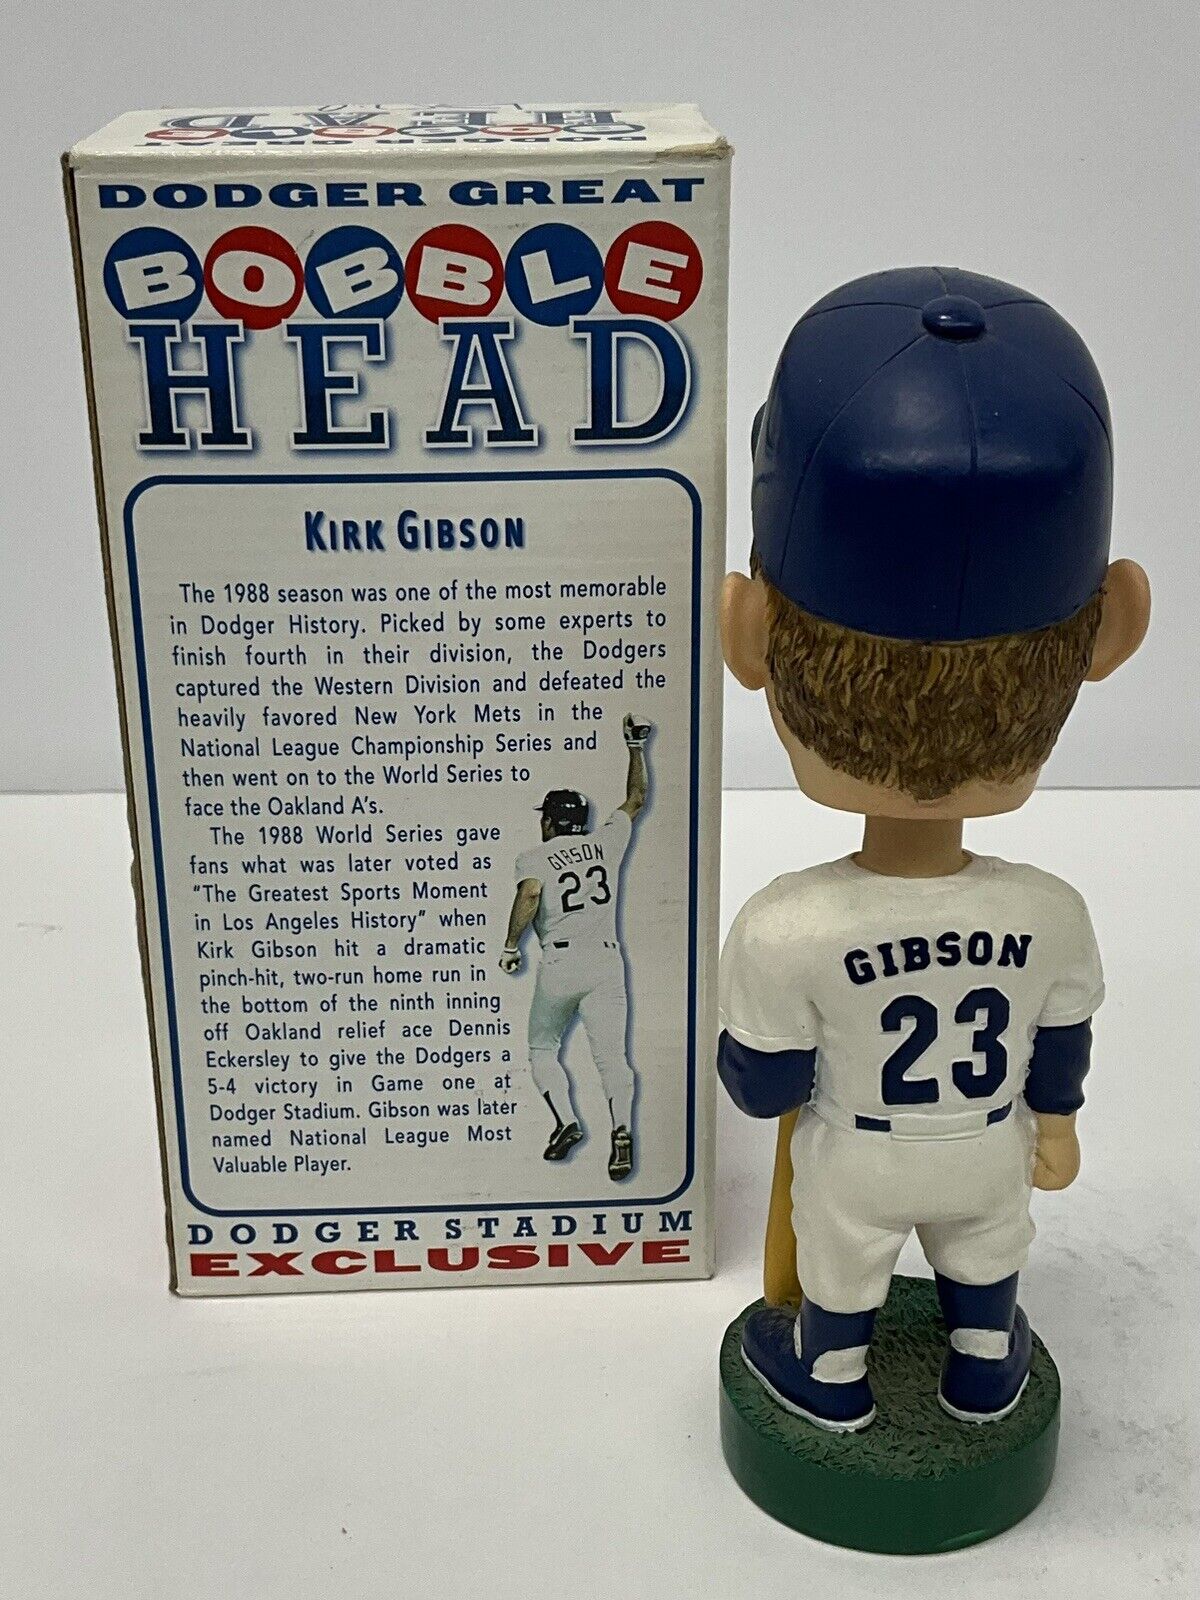 DODGER GREAT
BOBBLE
HEAD
DODGER GREAT
BOBBLE
HEAD
KIRK GIBSON
The 1988 season was one of the most memorable
in Dodger History. Picked by some experts to
finish fourth in their division, the Dodgers
captured the Western Division and defeated the
heavily favored New York Mets in the
National League Championship Series and
then went on to the World Series to
face the Oakland A's.
The 1988 World Series gave
fans what was later voted as
"The Greatest Sports Moment
in Los Angeles History" when
Kirk Gibson hit a dramatic
pinch-hit, two-run home run in
the bottom of the ninth inning
off Oakland relief ace Dennis
Eckersley to give the Dodgers a
5-4 victory in Game one at
Dodger Stadium. Gibson was later
named National League Most
Valuable Player.
23
GIBSON
23
DODGER STADIUM
EXCLUSIVE
GIBSON
23